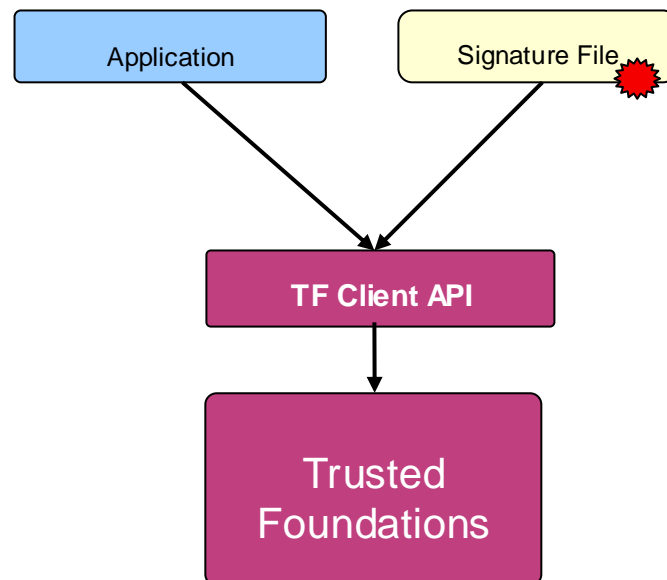 Application
Signature File
TF Client API
Trusted
Foundations